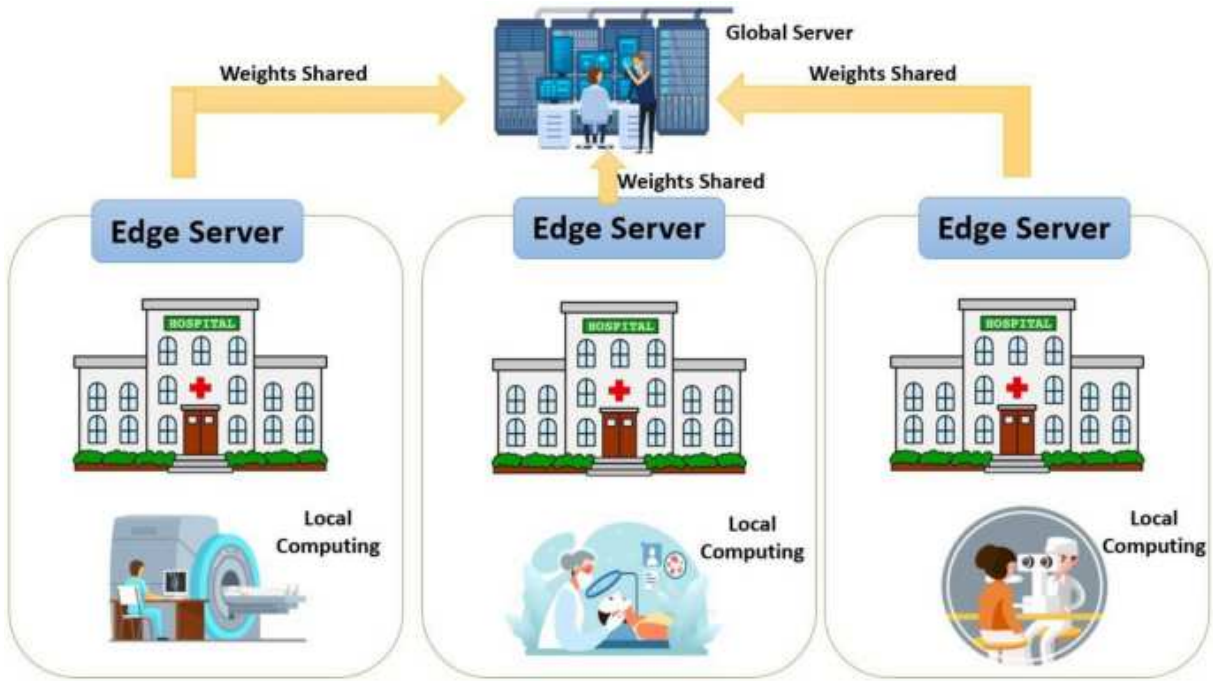 Global Server
Weights Shared
Weights Shared
Weights Shared
Edge Server
Edge Server
Edge Server
HOSPITAL
HOSPITAL
HOSPITAL
Local
Computing
Local
Computing
Local
Computing